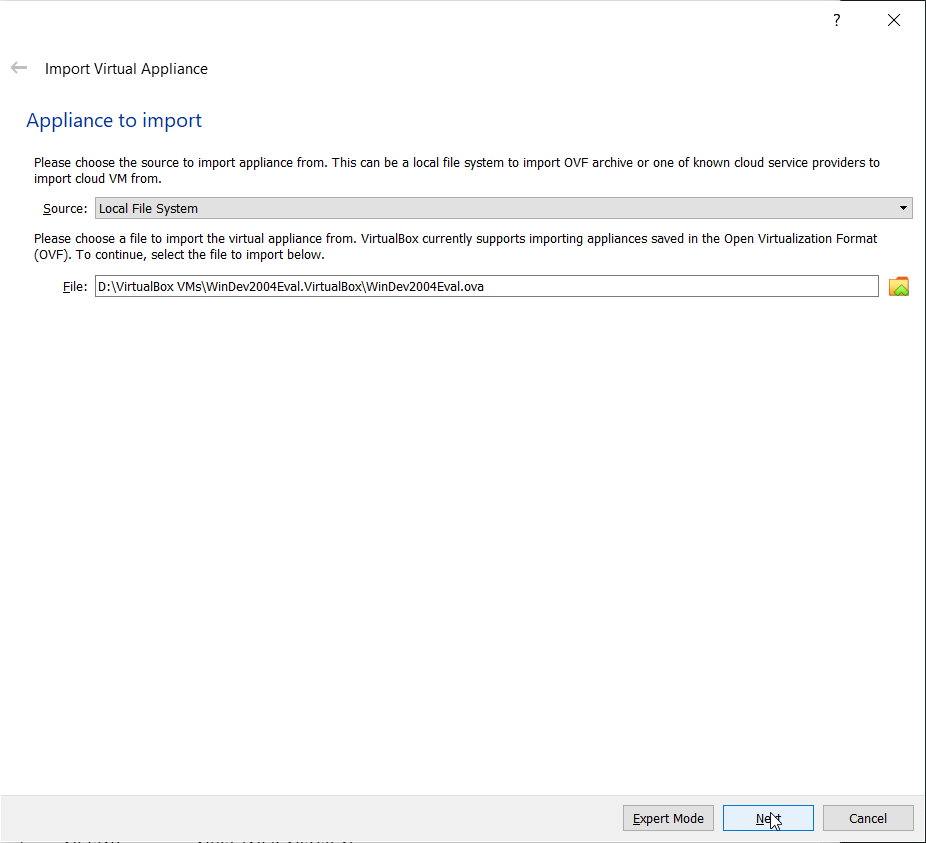 ?
Import Virtual Appliance
Appliance to import
Please choose the source to import appliance from. This can be a local file system to import OVF archive or one of known cloud service providers to
import cloud VM from.
Source: Local File System
Please choose a file to import the virtual appliance from. VirtualBox currently supports importing appliances saved in the Open Virtualization Format
(OVF). To continue, select the file to import below.
File: D:\VirtualBox VMs\WinDev2004Eval.VirtualBox\WinDev2004Eval.ova
Expert Mode Next Cancel